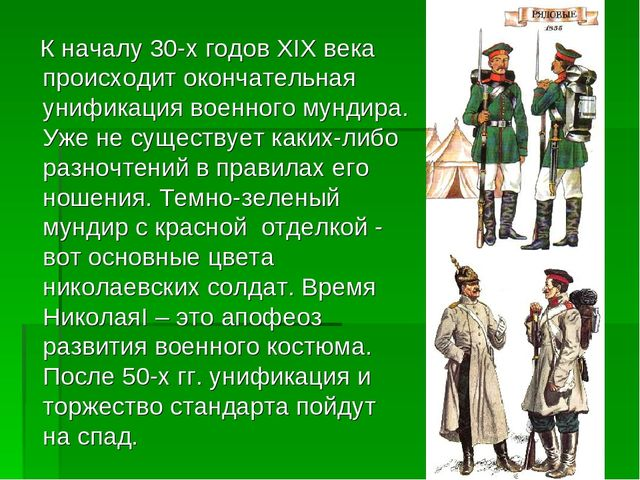 К началу 30-х годов XIX века
происходит окончательная
унификация военного мундира.
Уже не существует каких-либо
разночтений в правилах его
ношения. Темно-зеленый
мундир с красной  отделкой -
вот основные цвета
николаевских солдат. Время
НиколаяI – это апофеоз
развития военного костюма.
После 50-х гг. унификация и
торжество стандарта пойдут
на спад.
РЯДОВЫЕ
1855